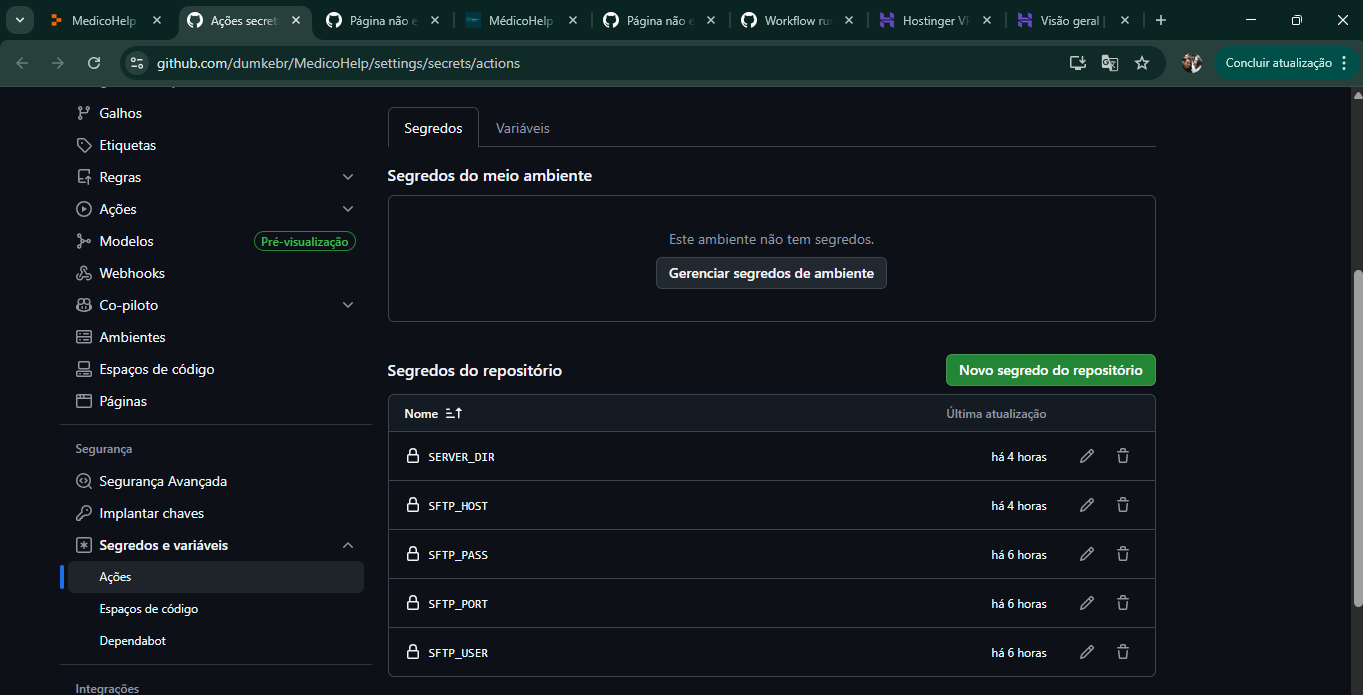 MedicoHelp
Ações secret
Página não e
MédicoHelp
Página não e
Workflow ru
Hostinger VP
Visão geral |
github.com/dumkebr/MedicoHelp/settings/secrets/actions
Concluir atualização
Galhos
Etiquetas
Regras
Ações
Modelos
Pré-visualização
Webhooks
Co-piloto
Ambientes
Espaços de código
Páginas
Segurança
Segurança Avançada
Implantar chaves
Segredos e variáveis
Ações
Espaços de código
Dependabot
Integrações
Segredos
Variáveis
Segredos do meio ambiente
Este ambiente não tem segredos.
Gerenciar segredos de ambiente
Segredos do repositório
Novo segredo do repositório
Nome
Última atualização
SERVER_DIR
há 4 horas
SFTP_HOST
há 4 horas
SFTP_PASS
há 6 horas
SFTP_PORT
há 6 horas
SFTP_USER
há 6 horas